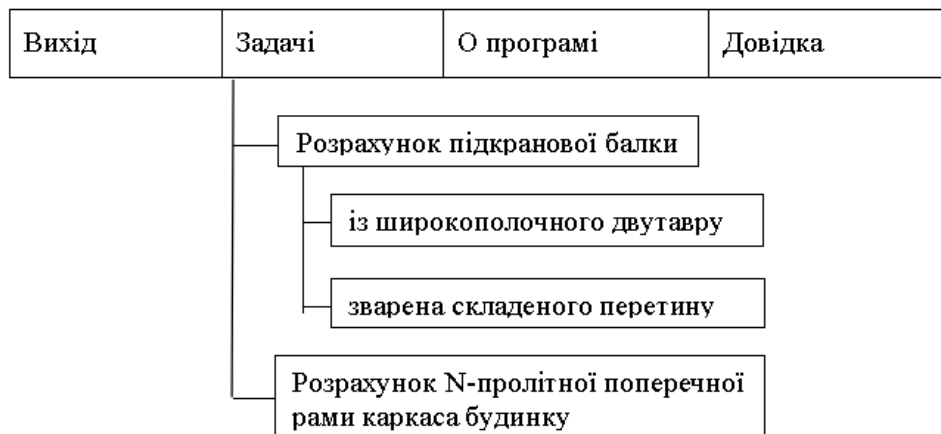 Вихід Задачі О програмі Довідка
Розрахунок підкранової балки
із широкополочного двутавру
зварена складеного перетину
Розрахунок N-пролітної поперечної
рами каркаса будинку